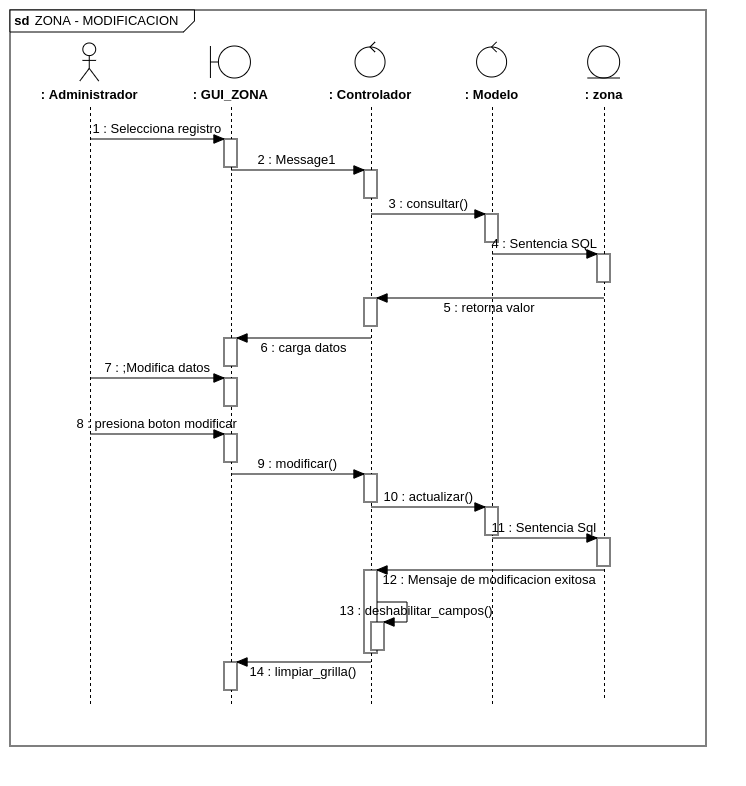 sd ZONA - MODIFICACION
: Administrador : GUI_ZONA : Controlador : Modelo : zona
1 : Selecciona registro
2 : Message1
3 : consultar()
4 : Sentencia SQL
5 : retorna valor
6 : carga datos
7 : ;Modifica datos
8 : presiona boton modificar
9 : modificar()
10 : actualizar()
11 : Sentencia Sql
12 : Mensaje de modificacion exitosa
13 : deshabilitar_campos()
14 : limpiar_grilla()